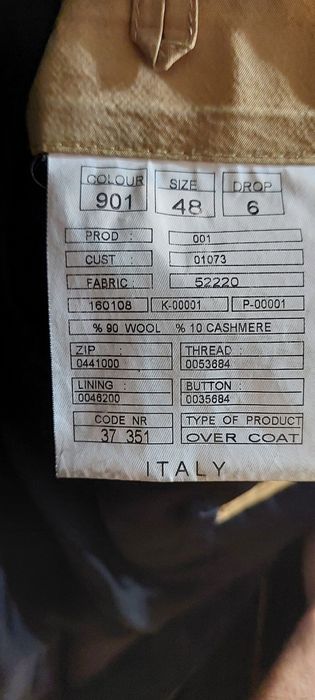 COLOUR SIZE DROP
901 48 6
PROD : 001
CUST : 01073
FABRIC : 52220
160108 K-00001 P-00001
% 90 WOOL % 10 CASHMERE
ZIP : THREAD :
0441000 0053684
LINING : BUTTON :
0046200 0035684
CODE NR TYPE OF PRODUCT
37 351 OVER COAT
ITALY